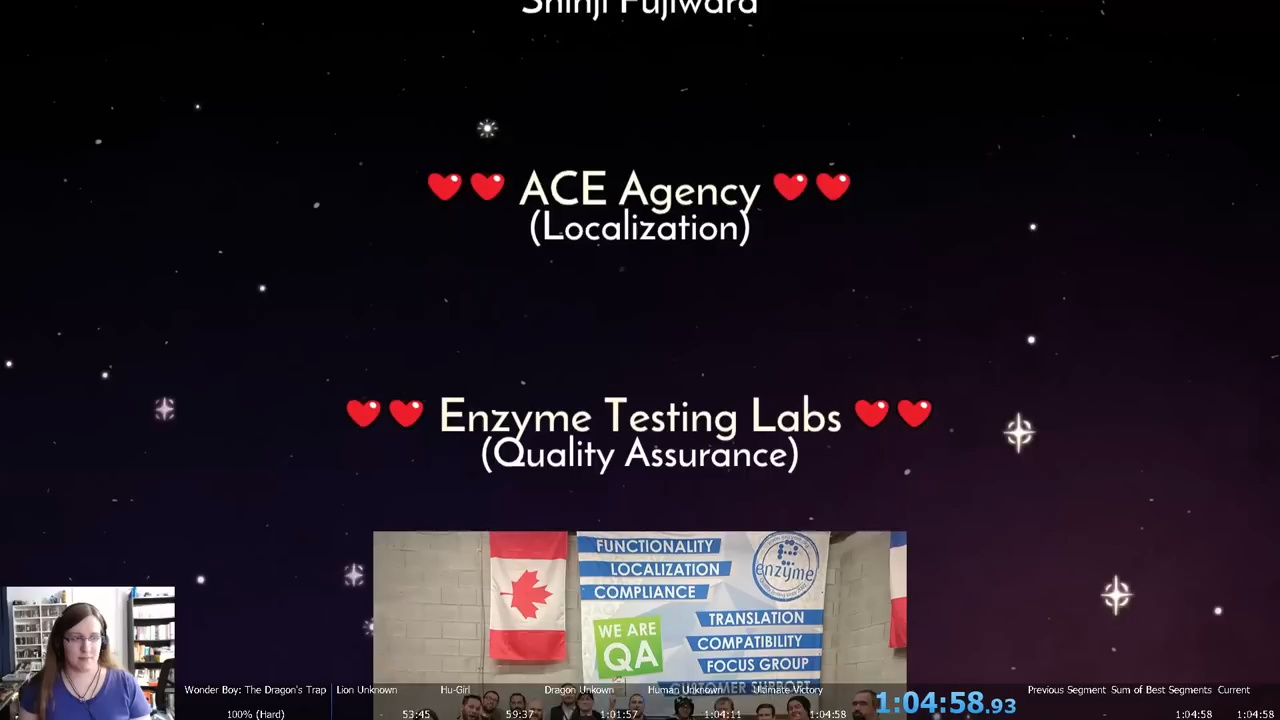 Shinji Fujiwara
ACE Agency
(Localization)
Enzyme Testing Labs
(Quality Assurance)
FUNCTIONALITY
LOCALIZATION
COMPLIANCE
enzyme
TRANSLATION
WE ARE
QA
COMPATIBILITY
FOCUS GROUP
CUSTOMER SUPPORT
Wonder Boy: The Dragon's Trap
100% (Hard)
Lion Unknown
53:45
Hu-Girl
59:37
Dragon Unkown
1:01:57
Human Unknown
1:04:11
Ultimate Victory
1:04:58
1:04:58.93
Previous Segment
-
Sum of Best Segments
1:04:58
Current
1:04:58